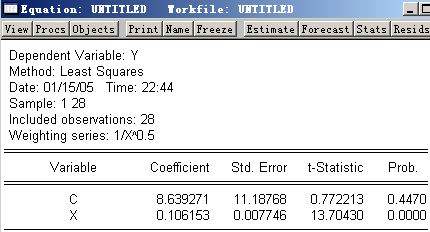 Equation: UNTITLED Workfile: UNTITLED
View Procs Objects Print Name Freeze Estimate Forecast Stats Resids
Dependent Variable: Y
Method: Least Squares
Date: 01/15/05 Time: 22:44
Sample: 1 28
Included observations: 28
Weighting series: 1/X^0.5
Variable Coefficient Std. Error t-Statistic Prob.
C 8.639271 11.18768 0.772213 0.4470
X 0.106153 0.007746 13.70430 0.0000